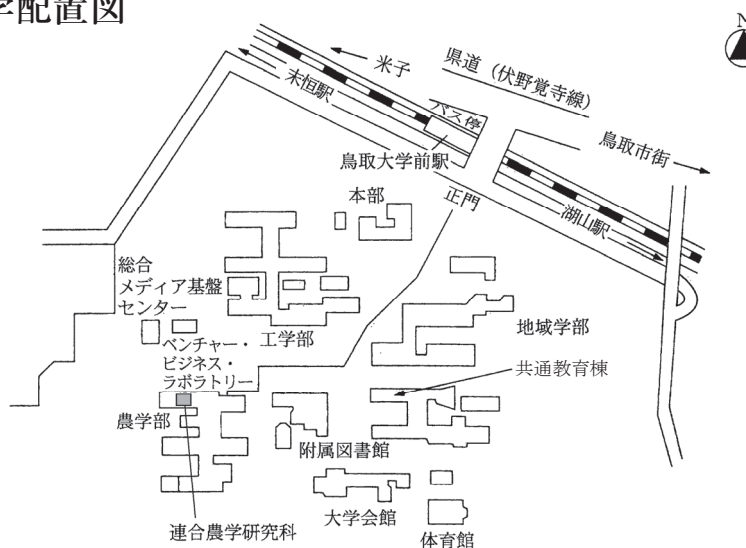 学配置図
N
米子
県道（伏野覚寺線）
末恒駅
バス停
鳥取市街
鳥取大学前駅
本部
正門
湖山駅
総合
メディア基盤
センター
工学部
地域学部
ベンチャー・
ビジネス・
ラボラトリー
共通教育棟
農学部
附属図書館
大学会館
連合農学研究科
体育館